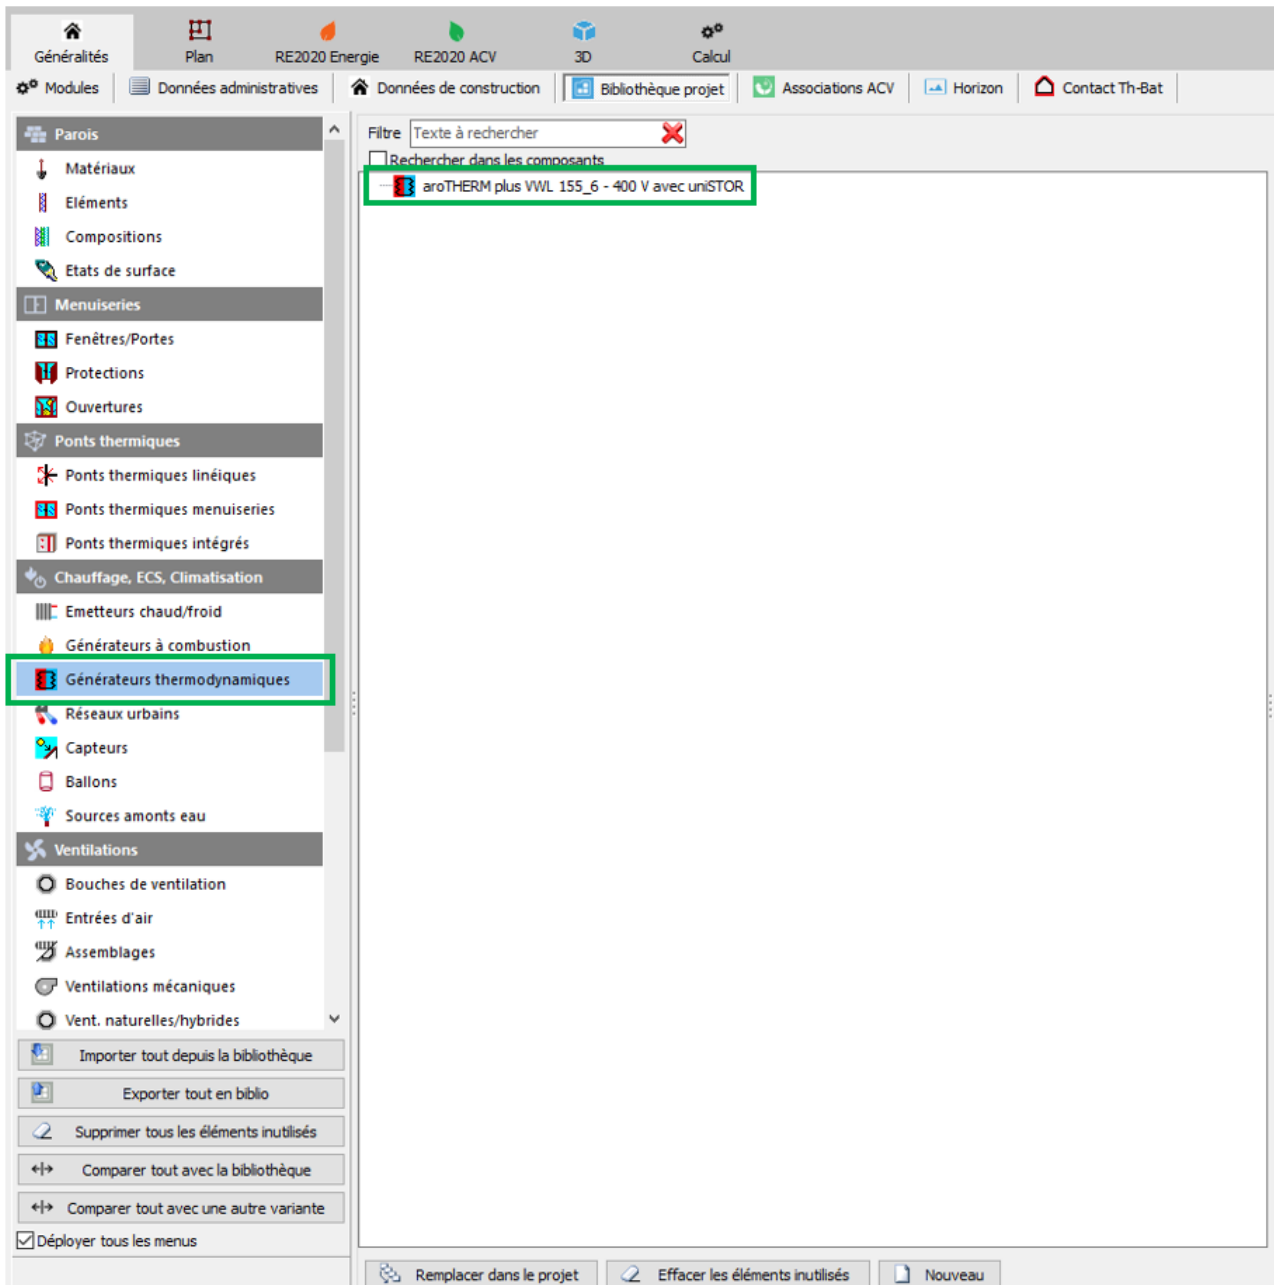 Généralités Plan RE2020 Energie RE2020 ACV 3D Calcul
Modules Données administratives Données de construction Bibliothèque projet Associations ACV Horizon Contact Th-Bat
Parois
Matériaux
Eléments
Compositions
Etats de surface
Menuiseries
Fenêtres/Portes
Protections
Ouvertures
Ponts thermiques
Ponts thermiques linéiques
Ponts thermiques menuiseries
Ponts thermiques intégrés
Chauffage, ECS, Climatisation
Emetteurs chaud/froid
Générateurs à combustion
Générateurs thermodynamiques
Réseaux urbains
Capteurs
Ballons
Sources amonts eau
Ventilations
Bouches de ventilation
Entrées d'air
Assemblages
Ventilations mécaniques
Vent. naturelles/hybrides
Importer tout depuis la bibliothèque
Exporter tout en biblio
Supprimer tous les éléments inutilisés
Comparer tout avec la bibliothèque
Comparer tout avec une autre variante
Déployer tous les menus
Filtre Texte à rechercher
Rechercher dans les composants
aroTHERM plus VWL 155_6 - 400 V avec uniSTOR
Remplacer dans le projet Effacer les éléments inutilisés Nouveau